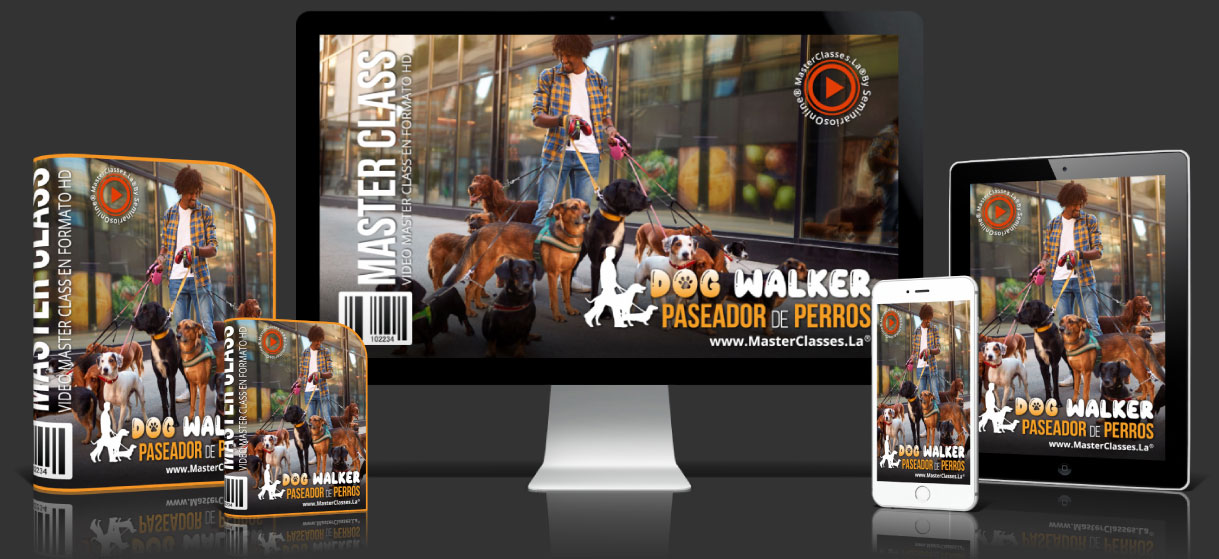 MASTER CLASS
VIDEO MASTER CLASS EN FORMATO HD
MasterClasses.La® By SeminariosOnline®
DOG WALKER
PASEADOR DE PERROS
www.MasterClasses.La®
2234
MASTER CLASS
VIDEO MASTER CLASS EN FORMATO HD
DOG WALKER
PASEADOR DE PERROS
www.MasterClasses.La®
2234
MASTER CLASS
VIDEO MASTER CLASS EN FORMATO HD
MasterClasses.La® By SeminariosOnline®
102234
DOG WALKER
PASEADOR DE PERROS
www.MasterClasses.La®
DOG WALKER
PASEADOR DE PERROS
www.MasterClasses.La®
MasterClasses.La® By SeminariosOnline®
DOG WALKER
PASEADOR DE PERROS
www.MasterClasses.La®